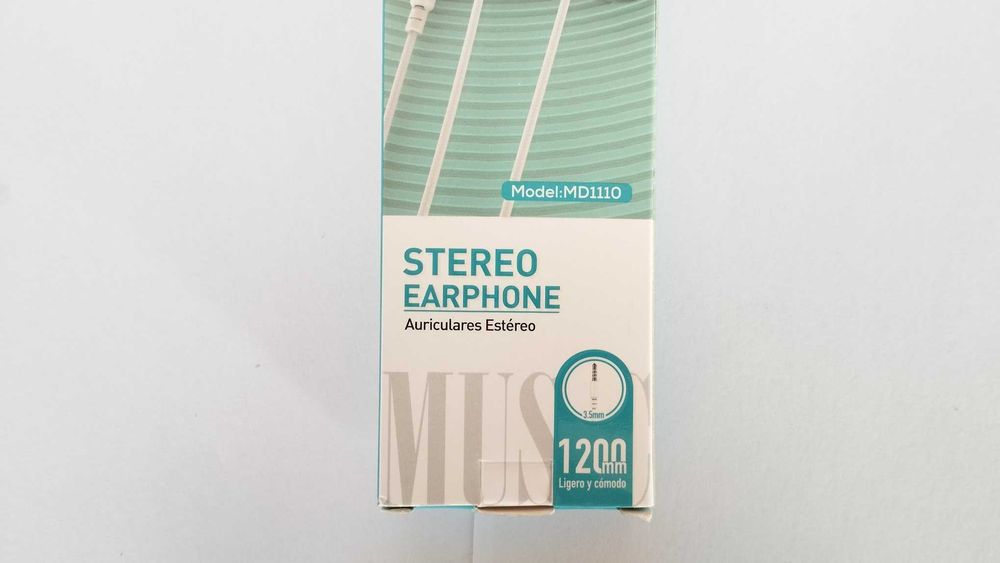 Model:MD1110
STEREO
EARPHONE
Auriculares Estéreo
3.5mm
1200mm
Ligero y cómodo